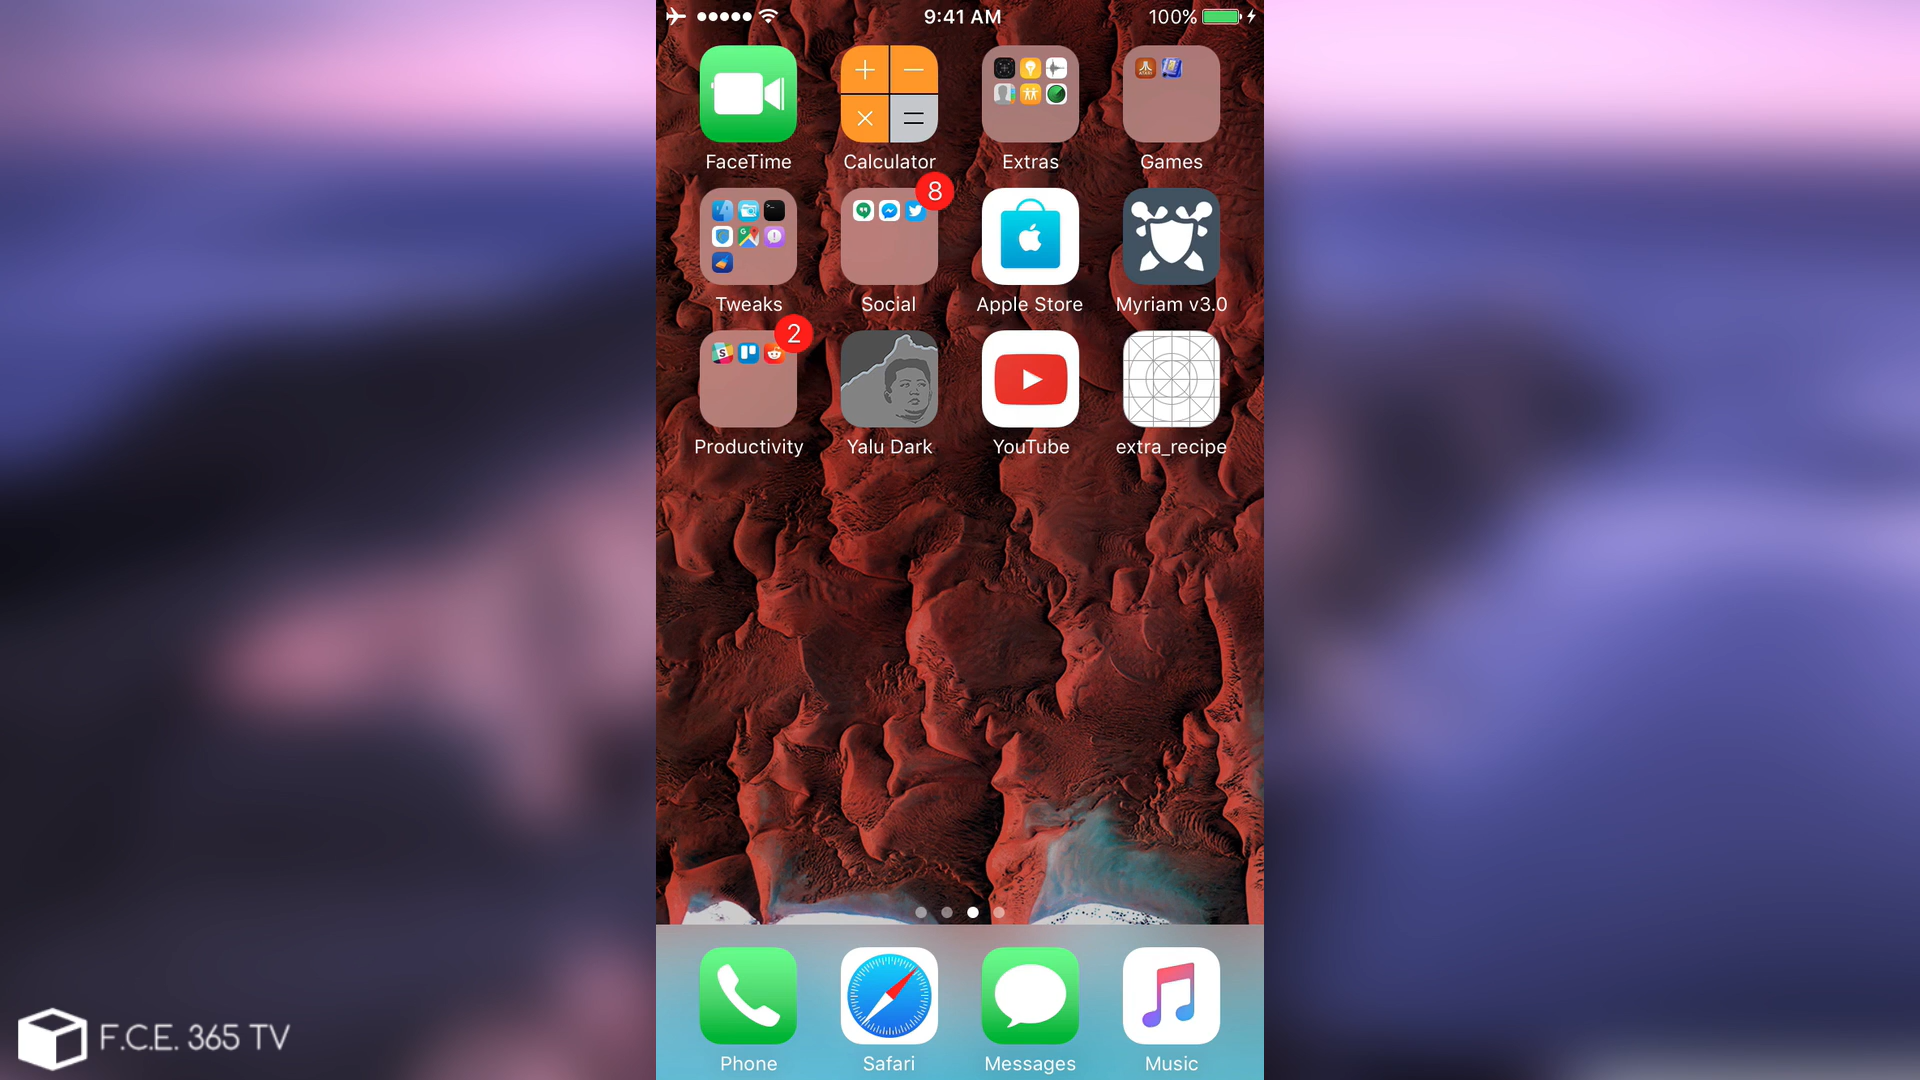 9:41 AM
100%
FaceTime
Calculator
Extras
Games
8
Tweaks
Social
Apple Store
Myriam v3.0
2
Productivity
Yalu Dark
YouTube
extra_recipe
Phone
Safari
Messages
Music
F.C.E. 365 TV